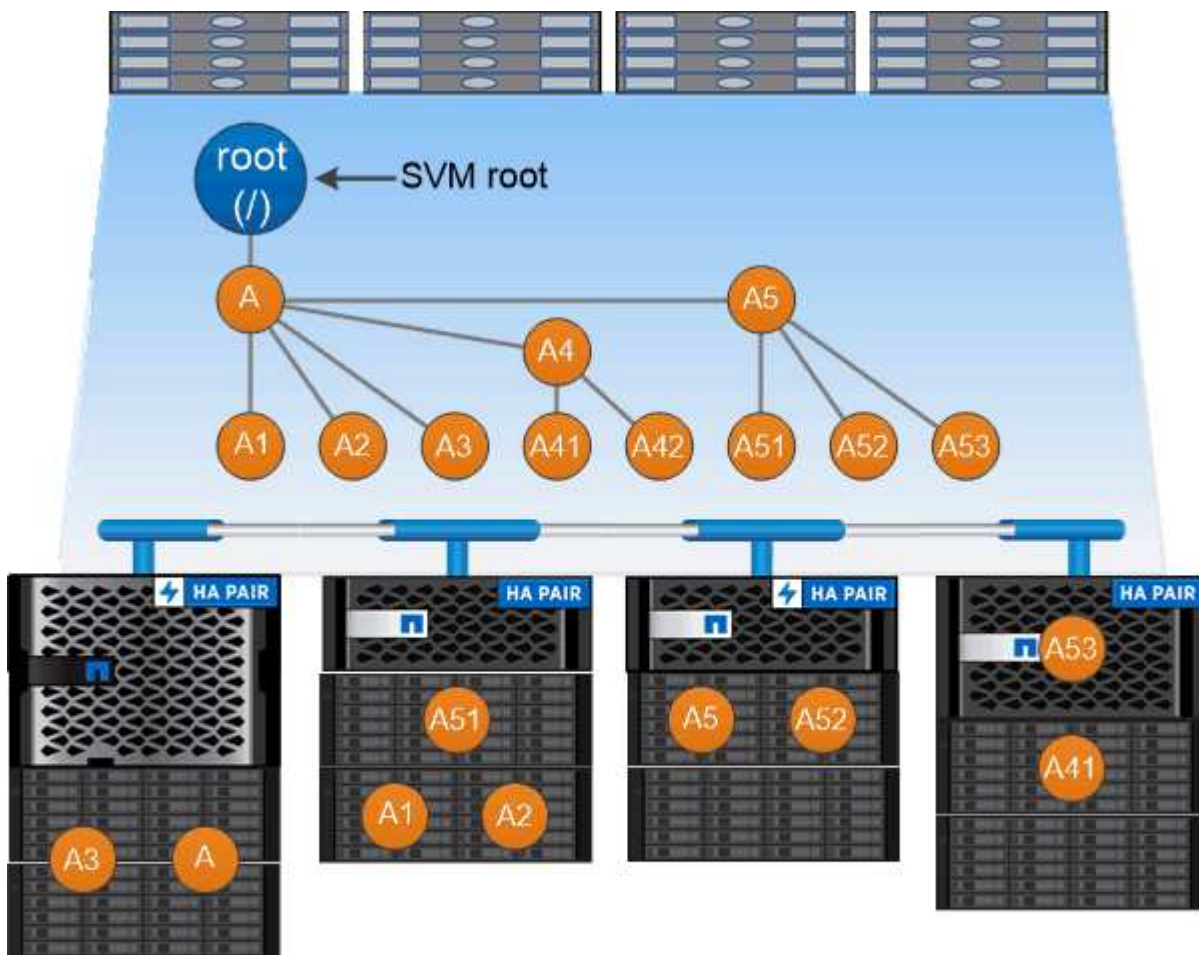 root
(/)
SVM root
A
A5
A4
A1
A2
A3
A41
A42
A51
A52
A53
HA PAIR
HA PAIR
HA PAIR
HA PAIR
A53
A51
A5
A52
A41
A1
A2
A3
A